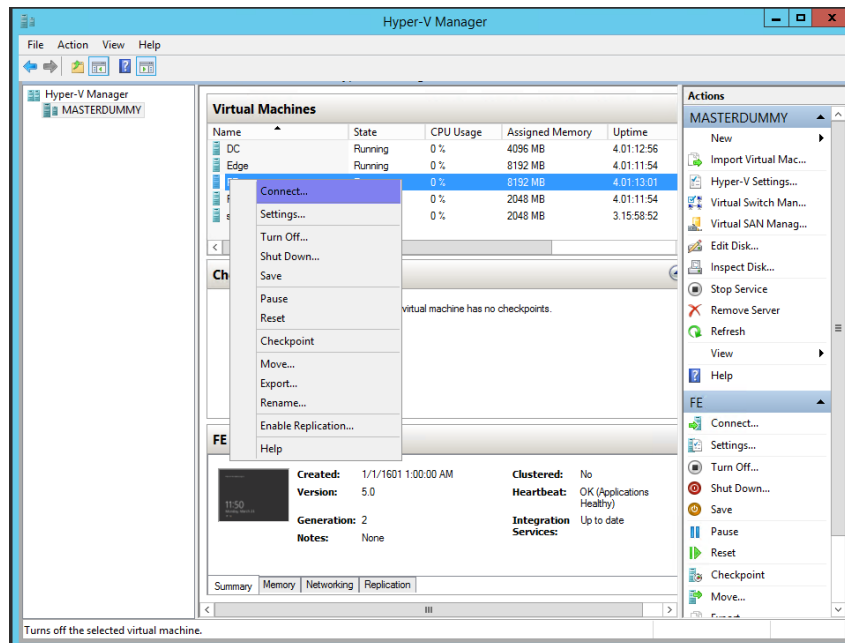 Hyper-V Manager
File Action View Help
Hyper-V Manager
MASTERDUMMY
Virtual Machines
Name State CPU Usage Assigned Memory Uptime
DC Running 0 % 4096 MB 4.01:12:56
Edge Running 0 % 8192 MB 4.01:11:54
0 % 8192 MB 4.01:13:01
0 % 2048 MB 4.01:11:54
s 0 % 2048 MB 3.15:58:52
Connect...
Settings...
Turn Off...
Shut Down...
Save
Pause
Reset
Checkpoint
Move...
Export...
Rename...
Enable Replication...
Help
Ch
virtual machine has no checkpoints.
FE
11:50
Created: 1/1/1601 1:00:00 AM
Version: 5.0
Generation: 2
Notes: None
Clustered: No
Heartbeat: OK (Applications
Healthy)
Integration Up to date
Services:
Summary Memory Networking Replication
Actions
MASTERDUMMY
New
Import Virtual Mac...
Hyper-V Settings...
Virtual Switch Man...
Virtual SAN Manag...
Edit Disk...
Inspect Disk...
Stop Service
Remove Server
Refresh
View
Help
FE
Connect...
Settings...
Turn Off...
Shut Down...
Save
Pause
Reset
Checkpoint
Move...
Turns off the selected virtual machine.